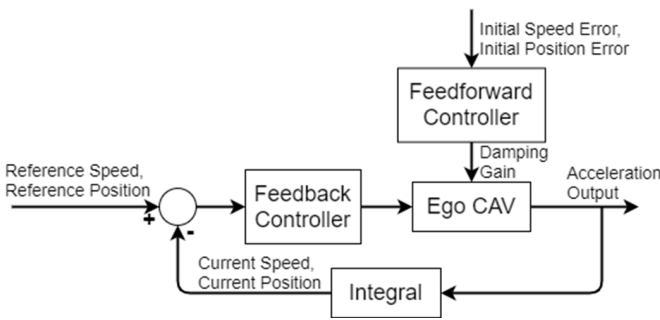 Initial Speed Error,
Initial Position Error
Feedforward
Controller
Damping
Gain
Reference Speed,
Reference Position
+
-
Feedback
Controller
Ego CAV
Acceleration
Output
Current Speed,
Current Position
Integral